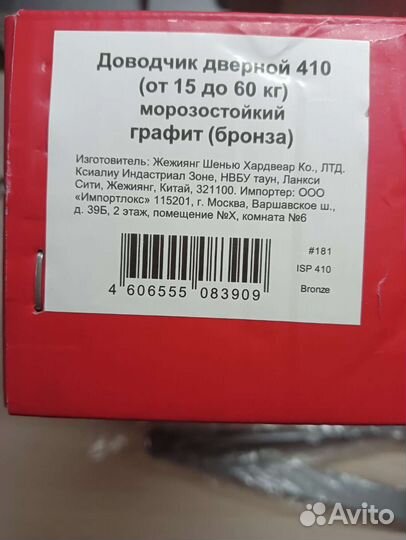 Доводчик дверной 410
(от 15 до 60 кг)
морозостойкий
графит (бронза)
Изготовитель: Жежиянг Шенью Хардвеар Ко., ЛТД.
Ксиалиу Индастриал Зоне, НВБУ таун, Ланкси
Сити, Жежиянг, Китай, 321100. Импортер: ООО
«Импортлокс» 115201, г. Москва, Варшавское ш.,
д. 39Б, 2 этаж, помещение №X, комната №6
#181
ISP 410
Bronze
4 606555 083909
Avito